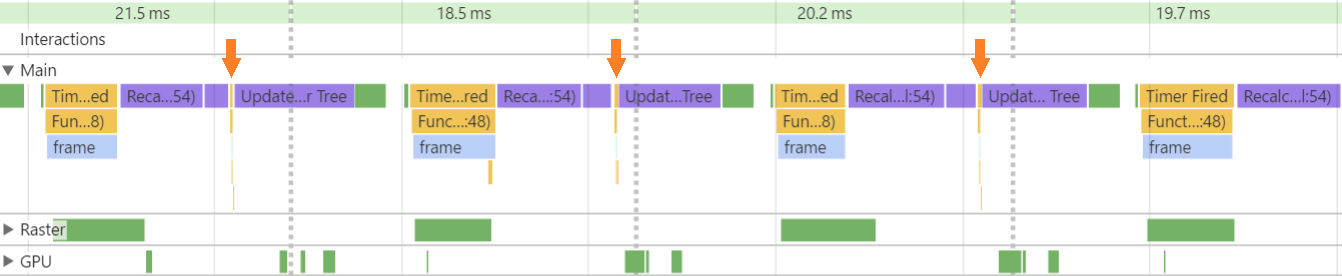 21.5 ms 18.5 ms 20.2 ms 19.7 ms
Interactions
Main
Tim...ed Reca...54) Update...r Tree Time...red Reca...:54) Updat...Tree Tim...ed Recal...l:54) Updat... Tree Timer Fired Recalc...l:54)
Fun...8) Func...:48) Fun...8) Funct...:48)
frame frame frame frame
Raster
GPU